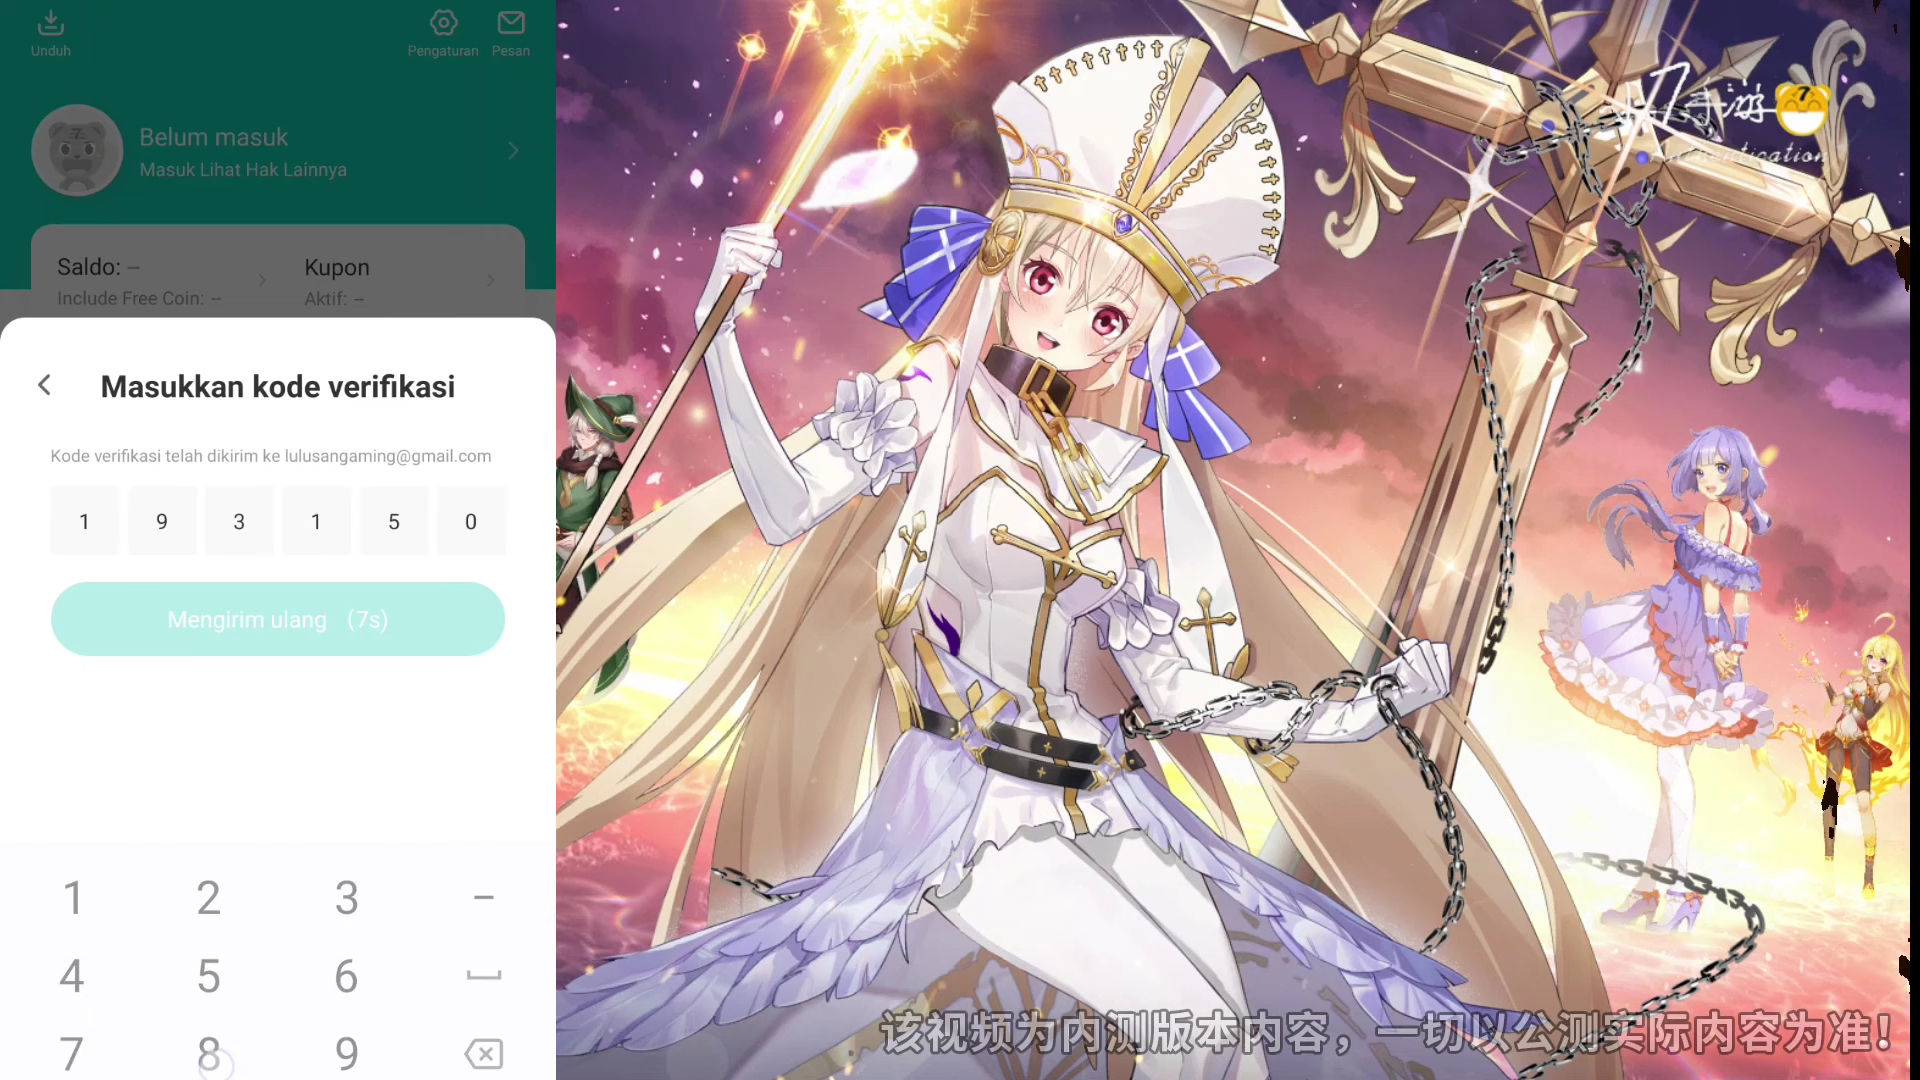 Unduh
Pengaturan
Pesan
Belum masuk
Masuk Lihat Hak Lainnya
Saldo: --
Include Free Coin: --
Kupon
Aktif: --
Masukkan kode verifikasi
Kode verifikasi telah dikirim ke lulusangaming@gmail.com
1 9 3 1 5 0
Mengirim ulang (7s)
1 2 3 –
4 5 6
7 8 9
手游
Authentication
该视频为内测版本内容，一切以公测实际内容为准！